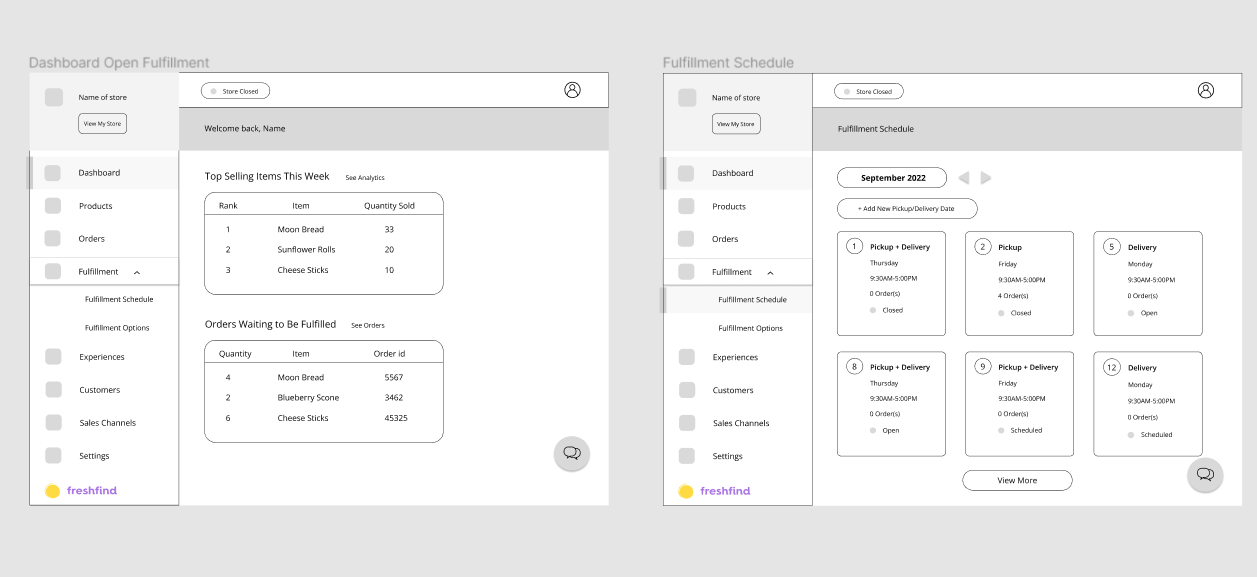 Dashboard Open Fulfillment
Name of store
View My Store
Store Closed
Welcome back, Name
Dashboard
Products
Orders
Fulfillment
Fulfillment Schedule
Fulfillment Options
Experiences
Customers
Sales Channels
Settings
freshfind
Top Selling Items This Week See Analytics
Rank Item Quantity Sold
1 Moon Bread 33
2 Sunflower Rolls 20
3 Cheese Sticks 10
Orders Waiting to Be Fulfilled See Orders
Quantity Item Order id
4 Moon Bread 5567
2 Blueberry Scone 3462
6 Cheese Sticks 45325
Fulfillment Schedule
Name of store
View My Store
Store Closed
Fulfillment Schedule
Dashboard
Products
Orders
Fulfillment
Fulfillment Schedule
Fulfillment Options
Experiences
Customers
Sales Channels
Settings
freshfind
September 2022
+ Add New Pickup/Delivery Date
1 Pickup + Delivery
Thursday
9:30AM-5:00PM
0 Order(s)
Closed
2 Pickup
Friday
9:30AM-5:00PM
4 Order(s)
Closed
5 Delivery
Monday
9:30AM-5:00PM
0 Order(s)
Open
8 Pickup + Delivery
Thursday
9:30AM-5:00PM
0 Order(s)
Open
9 Pickup + Delivery
Friday
9:30AM-5:00PM
0 Order(s)
Scheduled
12 Delivery
Monday
9:30AM-5:00PM
0 Order(s)
Scheduled
View More